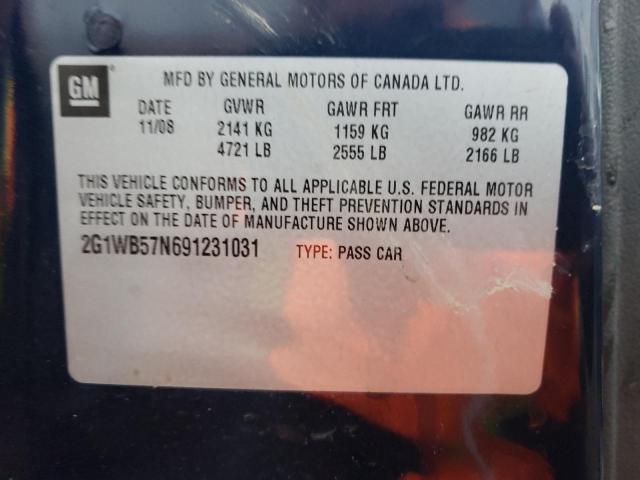 GM
MFD BY GENERAL MOTORS OF CANADA LTD.
DATE GVWR GAWR FRT GAWR RR
11/08 2141 KG 1159 KG 982 KG
4721 LB 2555 LB 2166 LB
THIS VEHICLE CONFORMS TO ALL APPLICABLE U.S. FEDERAL MOTOR
VEHICLE SAFETY, BUMPER, AND THEFT PREVENTION STANDARDS IN
EFFECT ON THE DATE OF MANUFACTURE SHOWN ABOVE.
2G1WB57N691231031 TYPE: PASS CAR